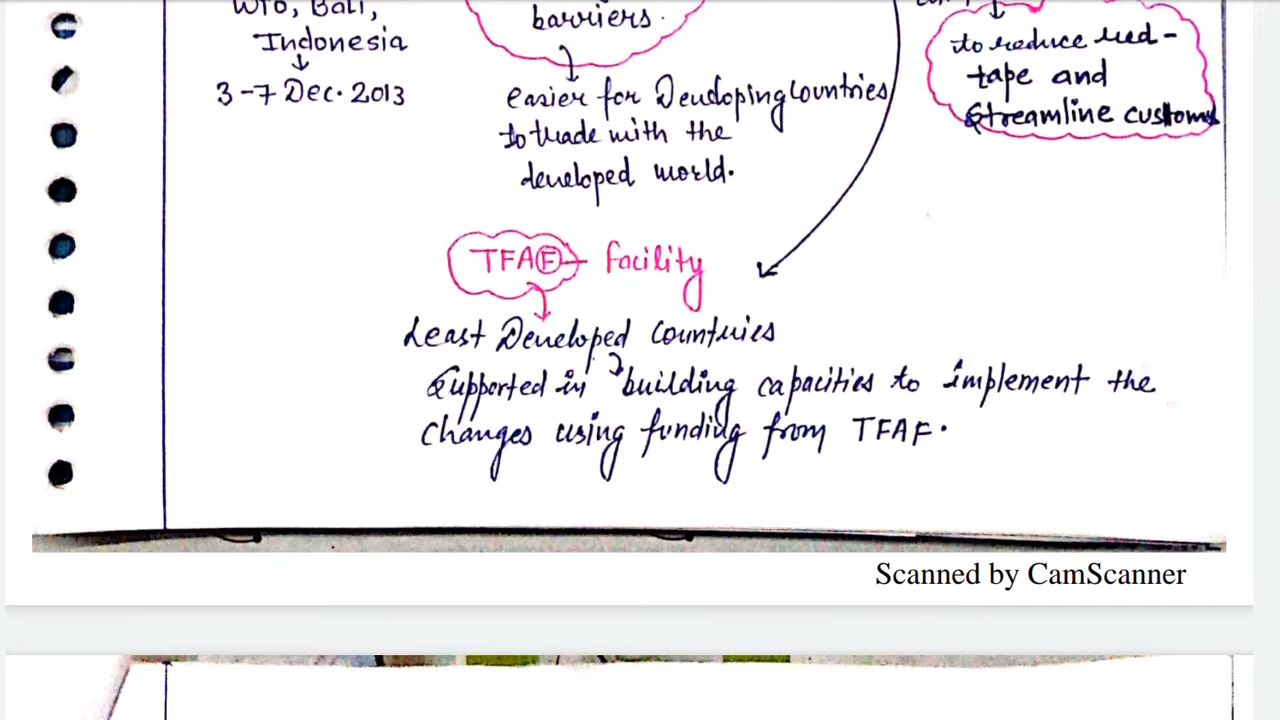 WTO, Bali,
Indonesia
3-7 Dec. 2013
barriers.
easier for Developing countries
to trade with the
developed world.
to reduce red-
tape and
streamline customs
TFAF - Facility
Least Developed Countries
supported in building capacities to implement the
changes using funding from TFAF.
Scanned by CamScanner